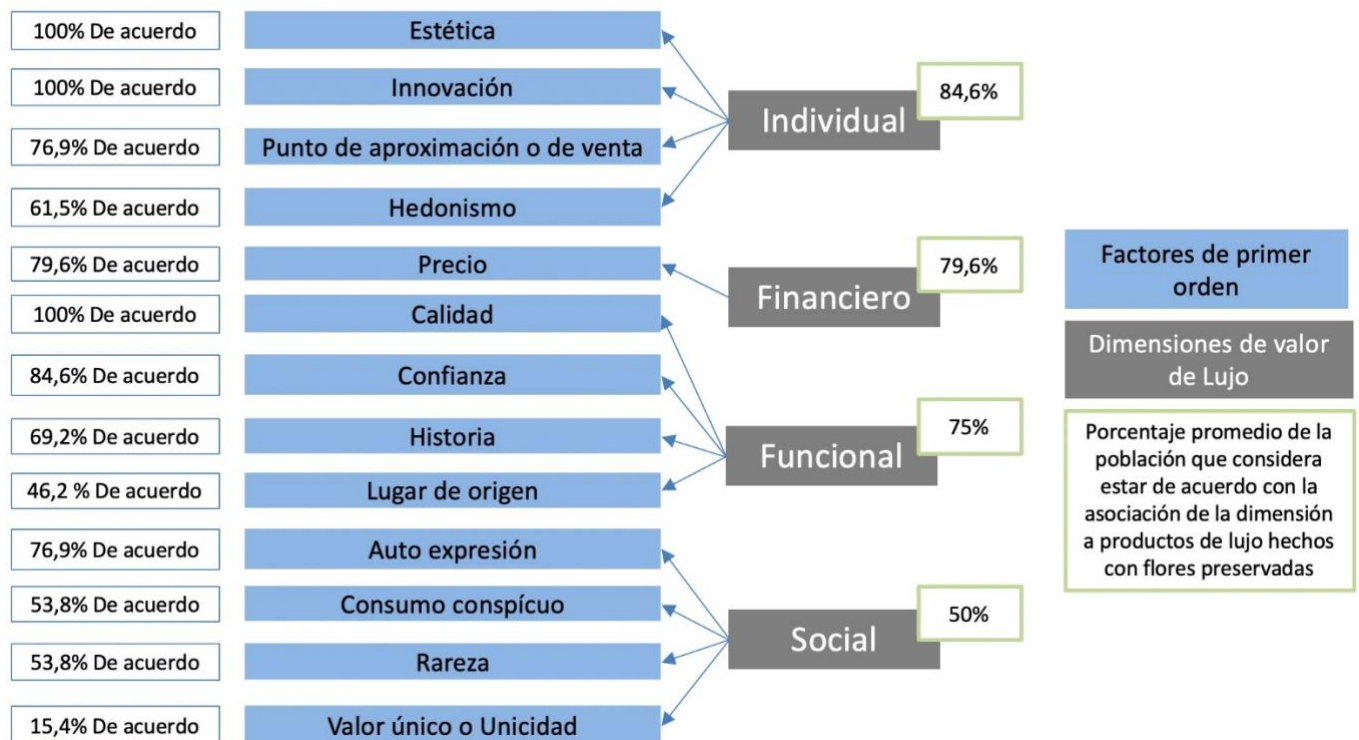 100% De acuerdo
Estética
100% De acuerdo
Innovación
76,9% De acuerdo
Punto de aproximación o de venta
61,5% De acuerdo
Hedonismo
Individual
84,6%
79,6% De acuerdo
Precio
Financiero
79,6%
100% De acuerdo
Calidad
84,6% De acuerdo
Confianza
69,2% De acuerdo
Historia
46,2 % De acuerdo
Lugar de origen
Funcional
75%
76,9% De acuerdo
Auto expresión
53,8% De acuerdo
Consumo conspícuo
53,8% De acuerdo
Rareza
15,4% De acuerdo
Valor único o Unicidad
Social
50%
Factores de primer
orden
Dimensiones de valor
de Lujo
Porcentaje promedio de la
población que considera
estar de acuerdo con la
asociación de la dimensión
a productos de lujo hechos
con flores preservadas